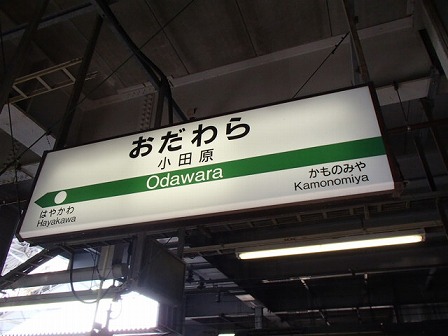 おだわら
小田原
Odawara
はやかわ
Hayakawa
かものみや
Kamonomiya